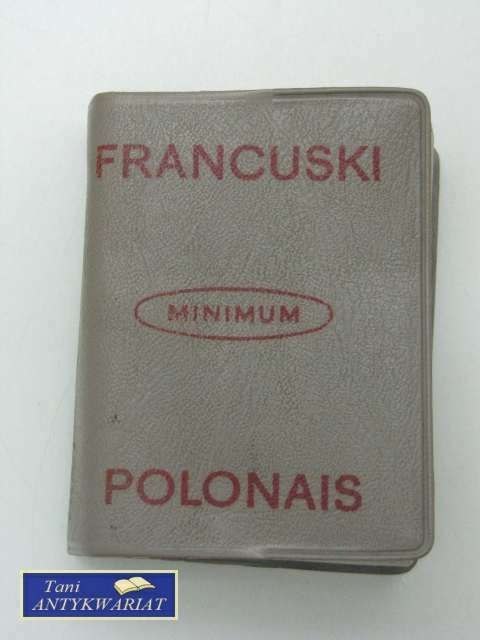 FRANCUSKI
MINIMUM
POLONAIS
Tani
ANTYKWARIAT